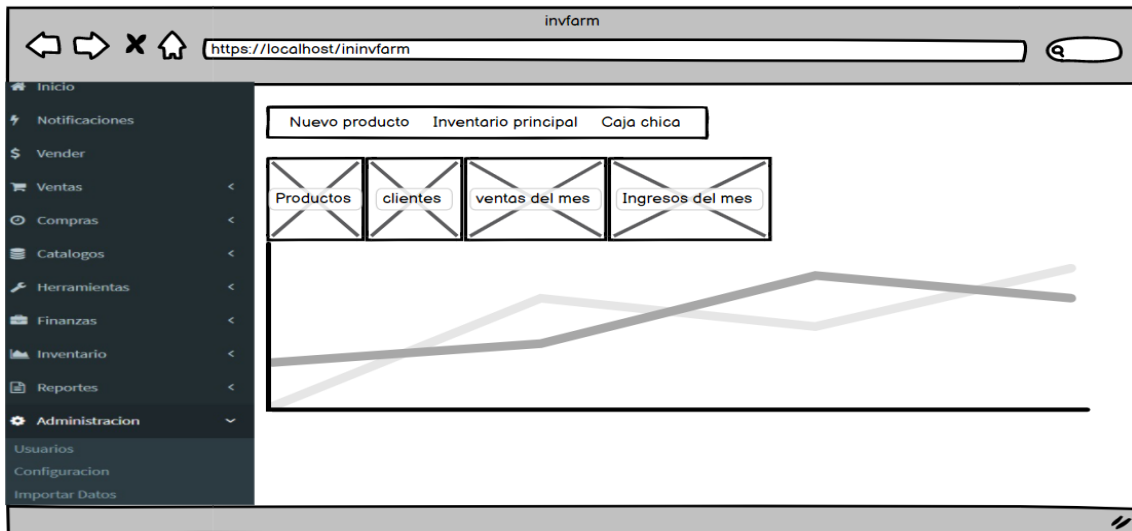 invfarm
https://localhost/ininvfarm
Inicio
Notificaciones
$ Vender
Ventas
Compras
Catalogos
Herramientas
Finanzas
Inventario
Reportes
Administracion
Usuarios
Configuracion
Importar Datos
Nuevo producto Inventario principal Caja chica
Productos clientes ventas del mes Ingresos del mes